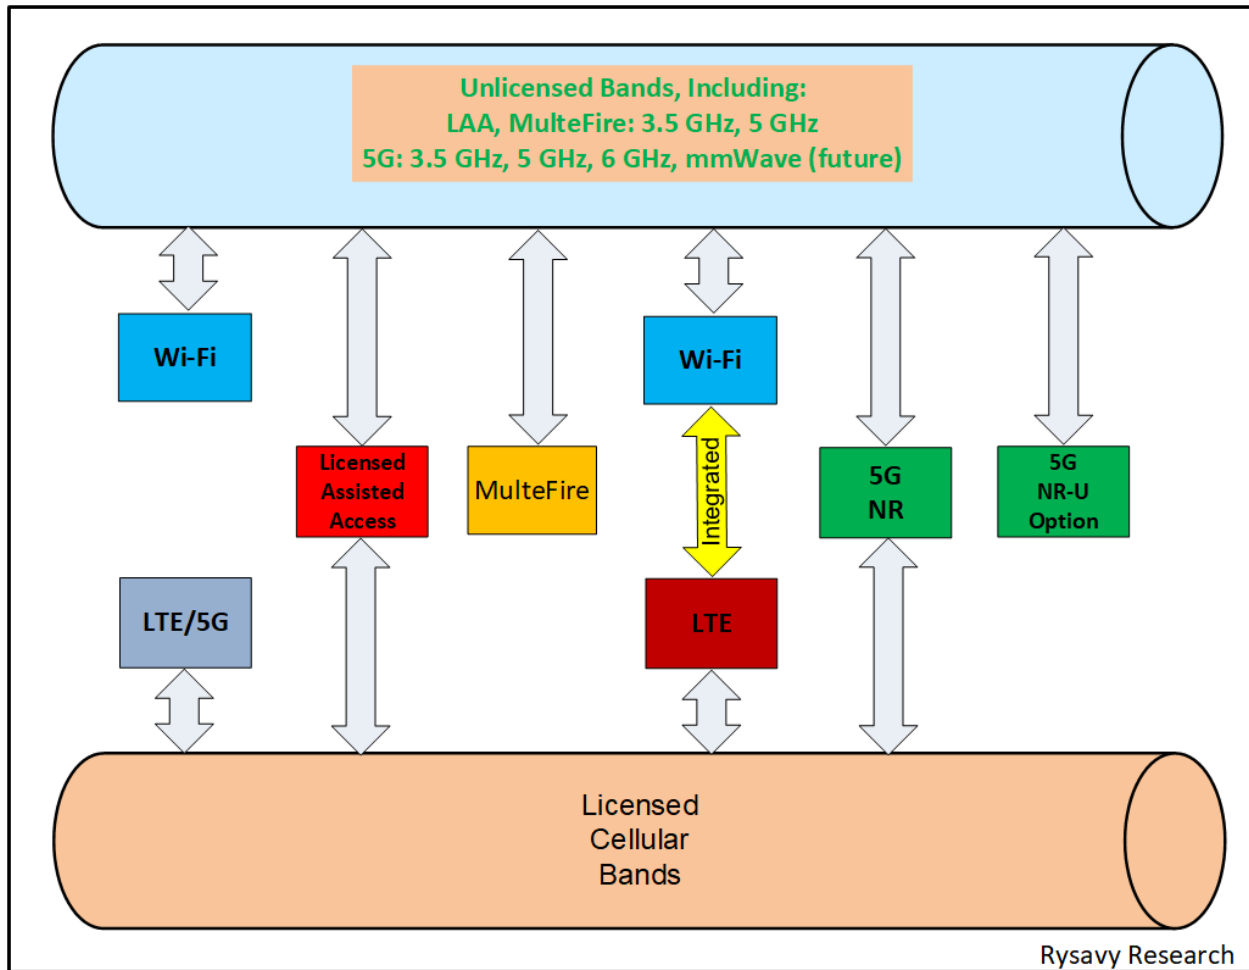 Unlicensed Bands, Including:
LAA, MulteFire: 3.5 GHz, 5 GHz
5G: 3.5 GHz, 5 GHz, 6 GHz, mmWave (future)
Wi-Fi
Wi-Fi
Licensed
Assisted
Access
MulteFire
Integrated
5G
NR
5G
NR-U
Option
LTE/5G
LTE
Licensed
Cellular
Bands
Rysavy Research